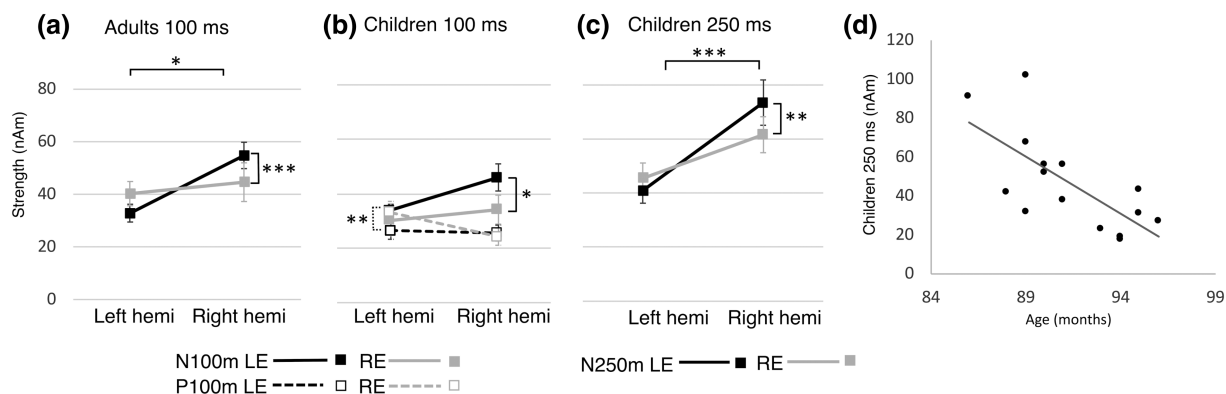 (a) Adults 100 ms
(b) Children 100 ms
(c) Children 250 ms
(d)
*
***
Strength (nAm)
80
60
40
20
0
Left hemi Right hemi
**
*
Left hemi Right hemi
***
**
Left hemi Right hemi
Children 250 ms (nAm)
120
100
80
60
40
20
0
84 89 94 99
Age (months)
N100m LE RE
P100m LE RE
N250m LE RE